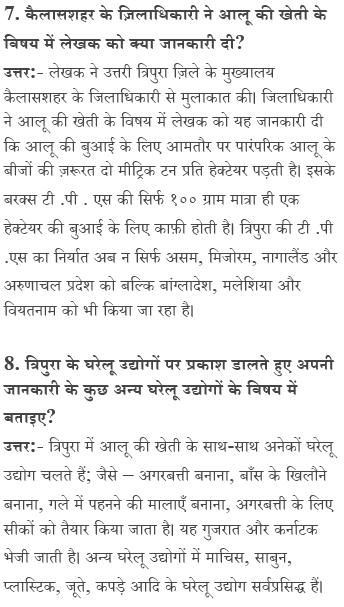 7. कैलासशहर के ज़िलाधिकारी ने आलू की खेती के
विषय में लेखक को क्या जानकारी दी?
उत्तर:- लेखक ने उत्तरी त्रिपुरा ज़िले के मुख्यालय
कैलासशहर के जिलाधिकारी से मुलाकात की। जिलाधिकारी
ने आलू की खेती के विषय में लेखक को यह जानकारी दी
कि आलू की बुआई के लिए आमतौर पर पारंपरिक आलू के
बीजों की ज़रूरत दो मीट्रिक टन प्रति हेक्टेयर पड़ती है। इसके
बरक्स टी .पी . एस की सिर्फ १०० ग्राम मात्रा ही एक
हेक्टेयर की बुआई के लिए काफ़ी होती है। त्रिपुरा की टी .पी
.एस का निर्यात अब न सिर्फ असम, मिजोरम, नागालैंड और
अरुणाचल प्रदेश को बल्कि बांग्लादेश, मलेशिया और
वियतनाम को भी किया जा रहा है।
8. त्रिपुरा के घरेलू उद्योगों पर प्रकाश डालते हुए अपनी
जानकारी के कुछ अन्य घरेलू उद्योगों के विषय में
बताइए?
उत्तर:- त्रिपुरा में आलू की खेती के साथ-साथ अनेकों घरेलू
उद्योग चलते हैं; जैसे – अगरबत्ती बनाना, बाँस के खिलौने
बनाना, गले में पहनने की मालाएँ बनाना, अगरबत्ती के लिए
सीकों को तैयार किया जाता है। यह गुजरात और कर्नाटक
भेजी जाती है। अन्य घरेलू उद्योगों में माचिस, साबुन,
प्लास्टिक, जूते, कपड़े आदि के घरेलू उद्योग सर्वप्रसिद्ध हैं।